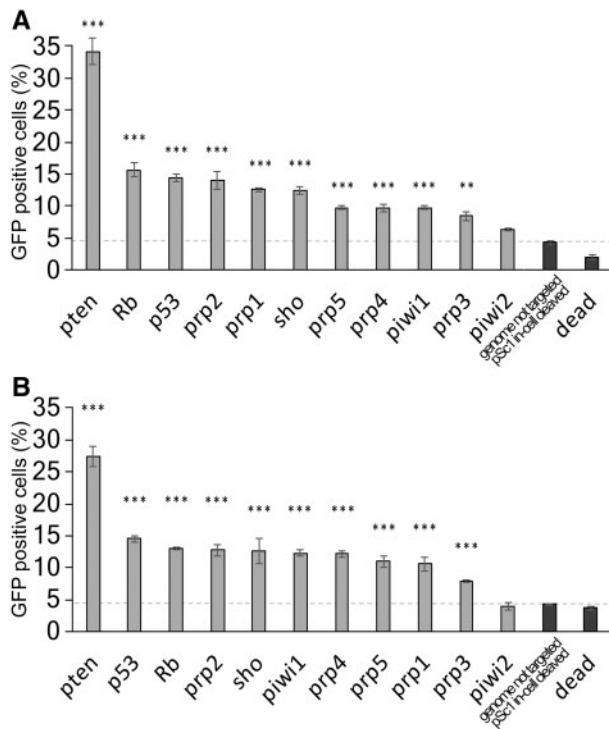 A
GFP positive cells (%)
35
30
25
20
15
10
5
0
***
***
***
***
***
***
***
***
***
**
pten
Rb
p53
prp2
prp1
sho
prp5
prp4
piwi1
prp3
piwi2
genome not targeted
pSc1 in-cell cleaved
dead
B
GFP positive cells (%)
35
30
25
20
15
10
5
0
***
***
***
***
***
***
***
***
***
***
pten
p53
Rb
prp2
sho
piwi1
prp4
prp5
prp1
prp3
piwi2
genome not targeted
pSc1 in-cell cleaved
dead